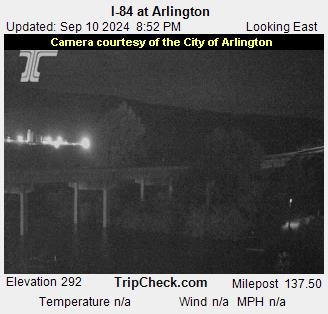 I-84 at Arlington
Updated: Sep 10 2024 8:52 PM Looking East
Camera courtesy of the City of Arlington
Elevation 292 TripCheck.com Milepost 137.50
Temperature n/a Wind n/a MPH n/a